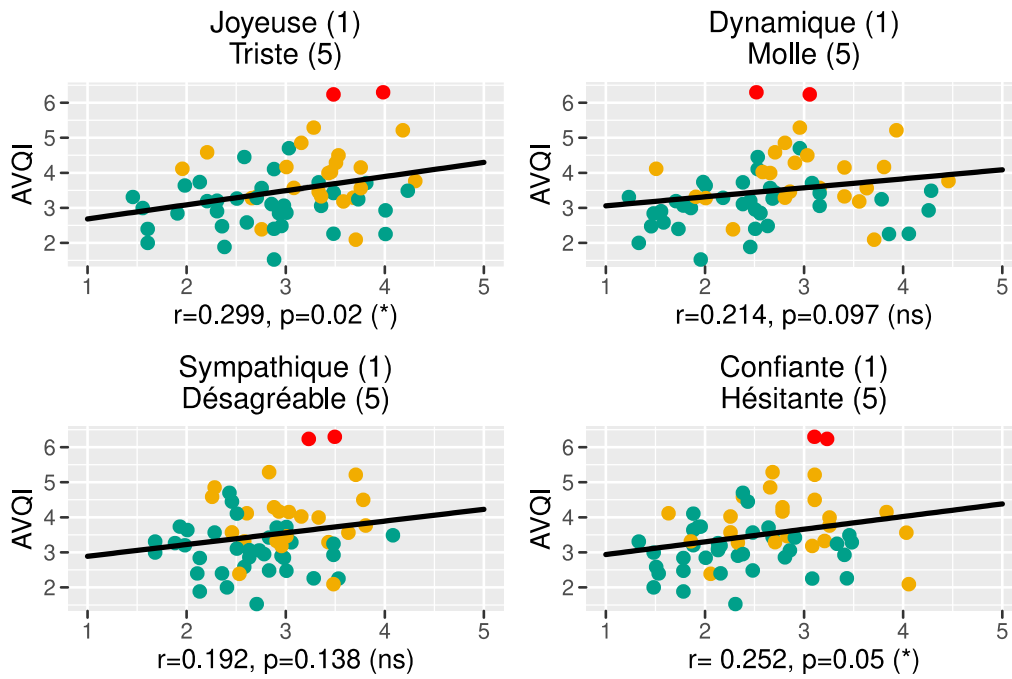 Joyeuse (1)
Triste (5)
AVQI
6
5
4
3
2
1 2 3 4 5
r=0.299, p=0.02 (*)
Dynamique (1)
Molle (5)
AVQI
6
5
4
3
2
1 2 3 4 5
r=0.214, p=0.097 (ns)
Sympathique (1)
Désagréable (5)
AVQI
6
5
4
3
2
1 2 3 4 5
r=0.192, p=0.138 (ns)
Confiante (1)
Hésitante (5)
AVQI
6
5
4
3
2
1 2 3 4 5
r= 0.252, p=0.05 (*)